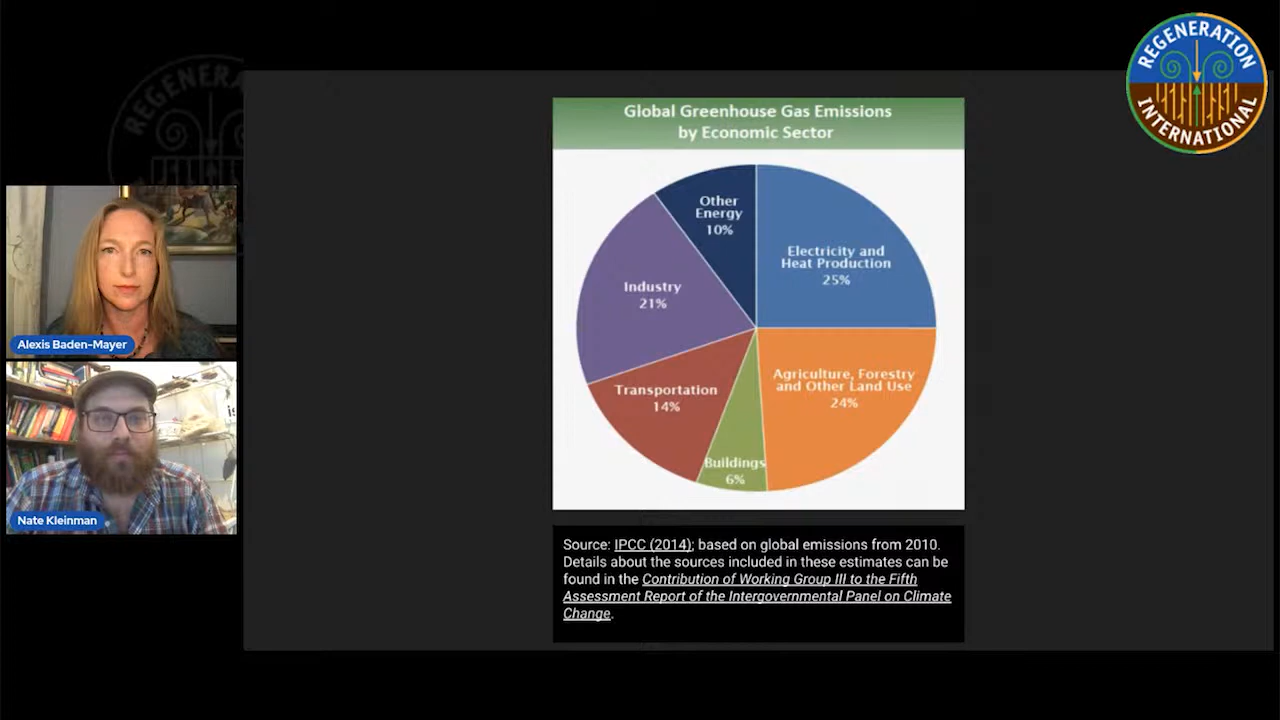 REGENERATION
INTERNATIONAL
REGENERA
Global Greenhouse Gas Emissions
by Economic Sector
Other
Energy
10%
Electricity and
Heat Production
25%
Industry
21%
Agriculture, Forestry
and Other Land Use
24%
Transportation
14%
Buildings
6%
Alexis Baden-Mayer
Nate Kleinman
Source: IPCC (2014); based on global emissions from 2010.
Details about the sources included in these estimates can be
found in the Contribution of Working Group III to the Fifth
Assessment Report of the Intergovernmental Panel on Climate
Change.